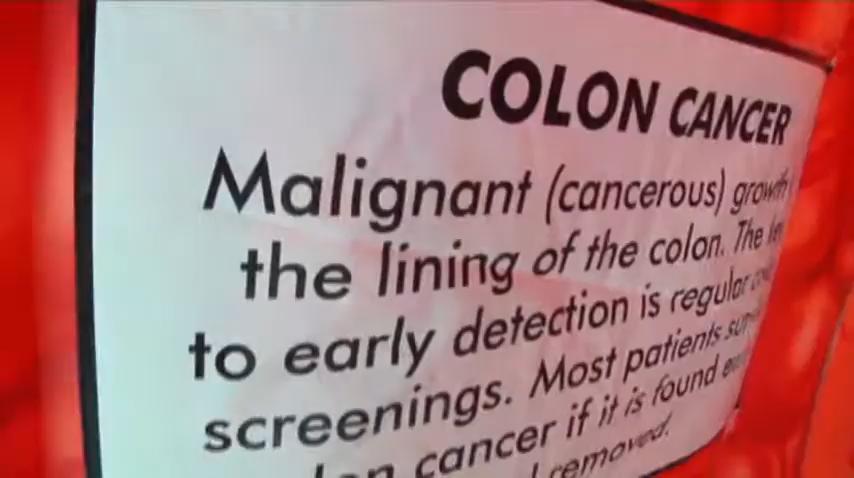 COLON CANCER
Malignant (cancerous) growth
the lining of the colon. The
to early detection is regular
screenings. Most patients
cancer if it is found
removed.